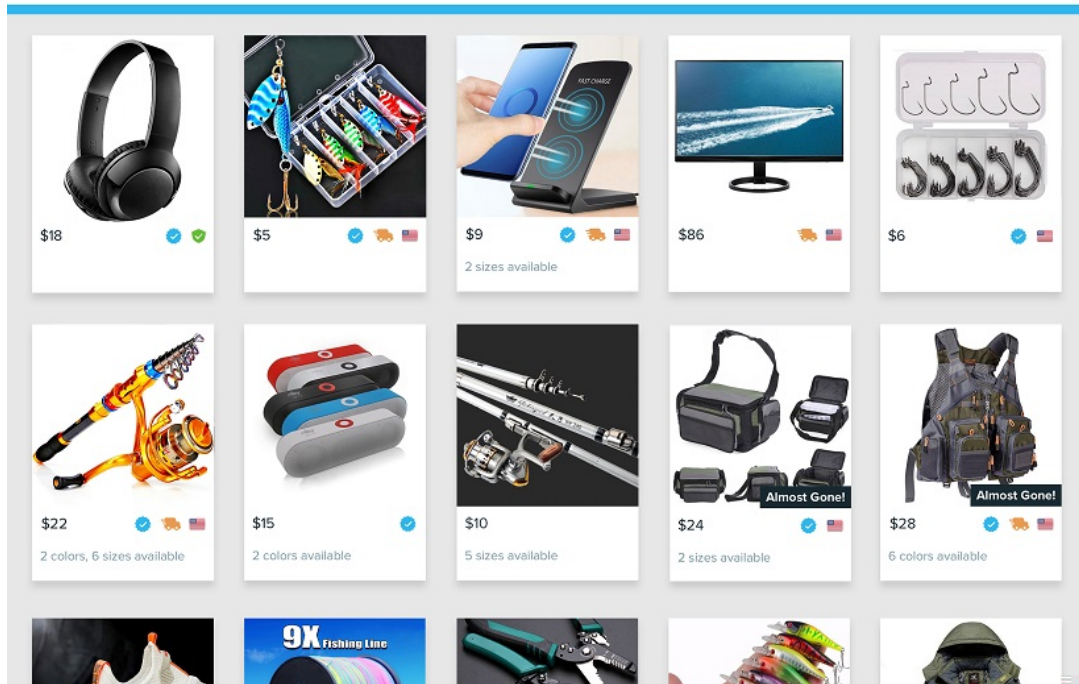 FAST CHARGE
$18
$5
$9
$86
$6
2 sizes available
Almost Gone!
Almost Gone!
$22
$15
$10
$24
$28
2 colors, 6 sizes available
2 colors available
5 sizes available
2 sizes available
6 colors available
9X Fishing Line